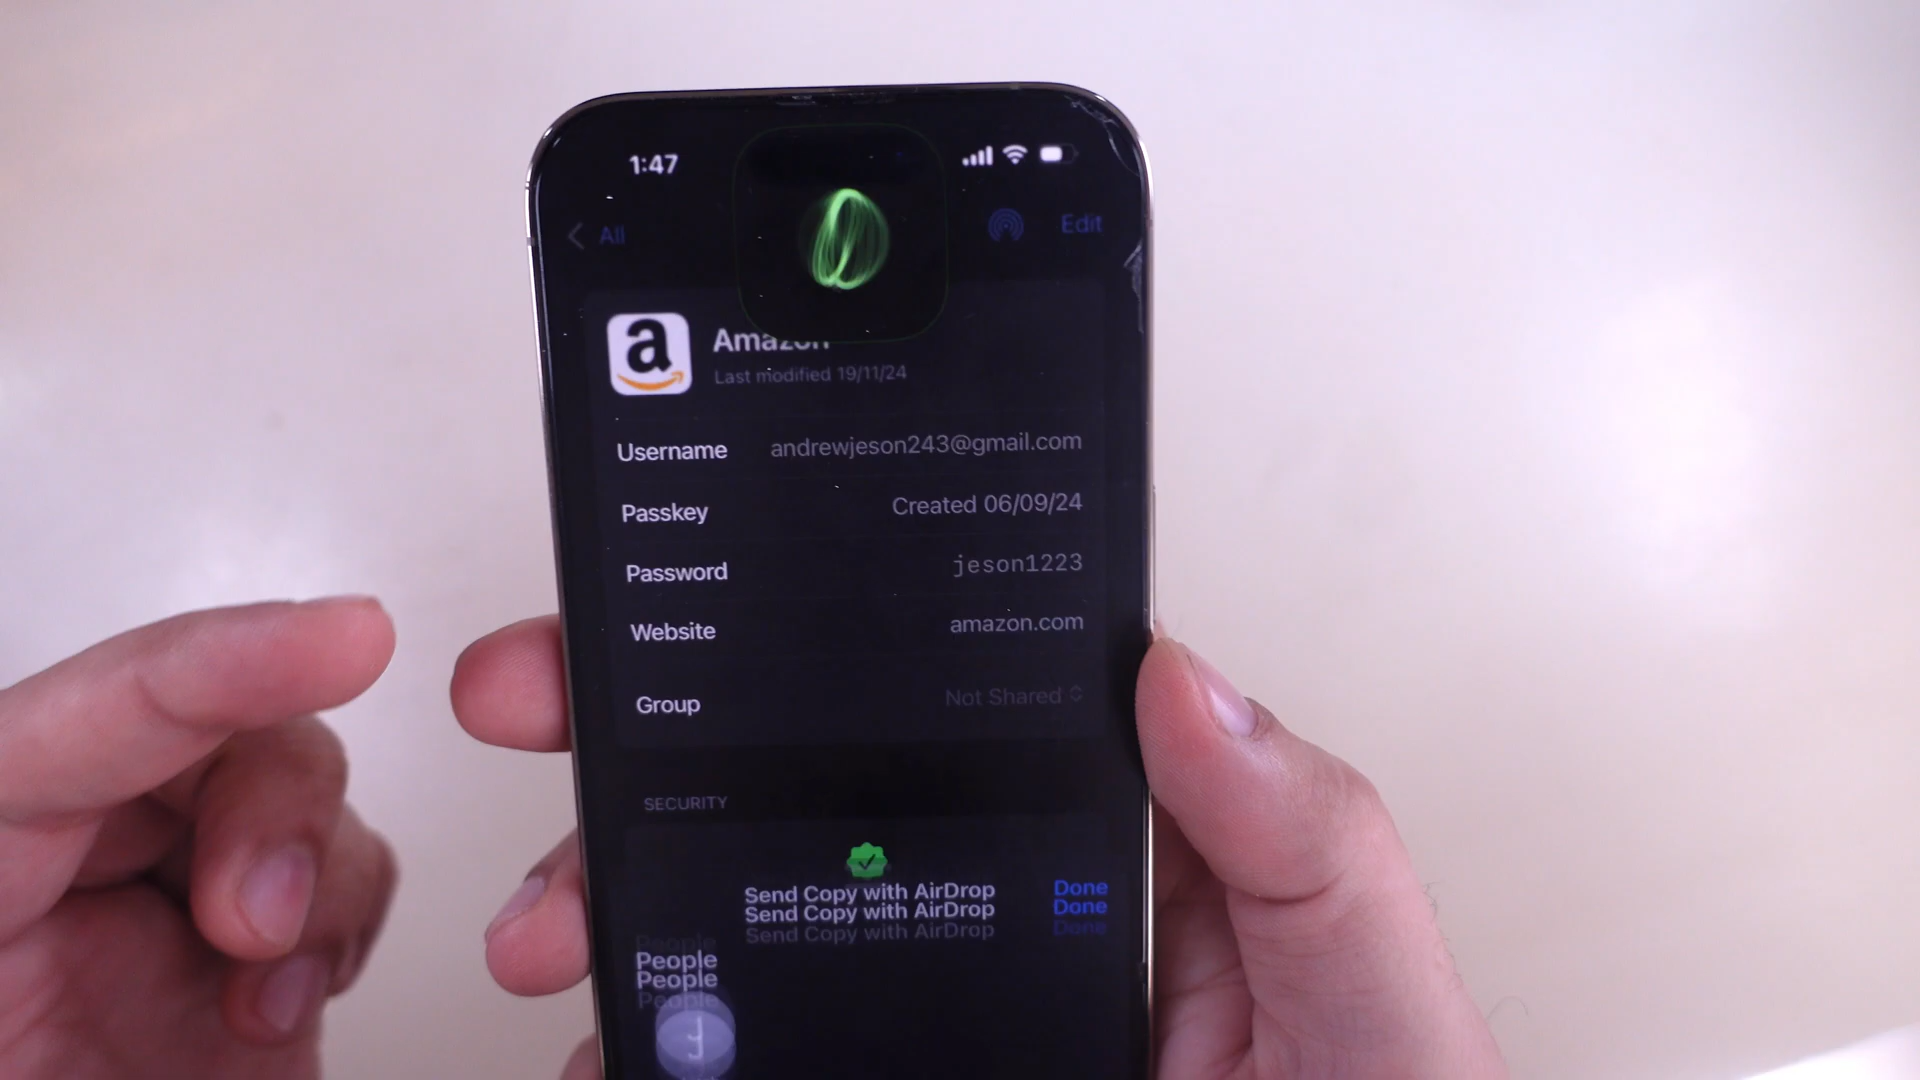 1:47
All
Edit
a
Amazon
Last modified 19/11/24
Username andrewjeson243@gmail.com
Passkey Created 06/09/24
Password jeson1223
Website amazon.com
Group Not Shared
SECURITY
Send Copy with AirDrop Done
Send Copy with AirDrop Done
Send Copy with AirDrop Done
People
People
People
People